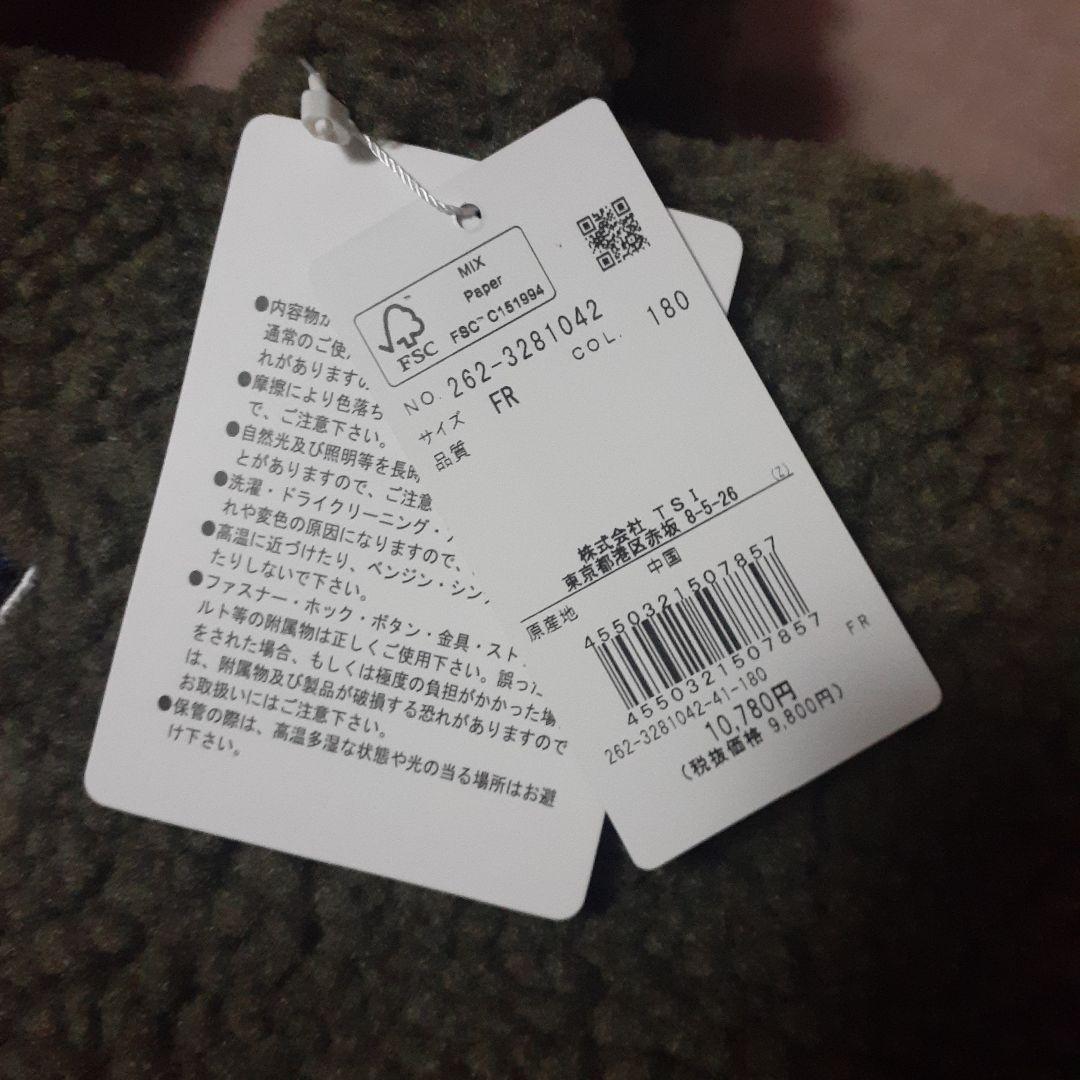 ●内容物が
通常のご使
れがあります
●摩擦により色落ち
で、ご注意下さい。
●自然光及び照明等を長時
とがありますので、ご注意
●洗濯・ドライクリーニング・
れや変色の原因になりますので、
●高温に近づけたり、ベンジン・シン
たりしないで下さい。
●ファスナー・ホック・ボタン・金具・スト
ルト等の附属物は正しくご使用下さい。誤った
をされた場合、もしくは極度の負担がかかった場
は、附属物及び製品が破損する恐れがありますので
お取扱いにはご注意下さい。
●保管の際は、高温多湿な状態や光の当る場所はお避
け下さい。
MIX
Paper
FSC™ C151994
FSC
NO. 262-3281042
COL. 180
サイズ FR
品質
(Z)
株式会社 TSI
東京都港区赤坂 8-5-26
原産地 中国
4550321507857
4550321507857
262-3281042-41-180 FR
10,780円
(税抜価格 9,800円)